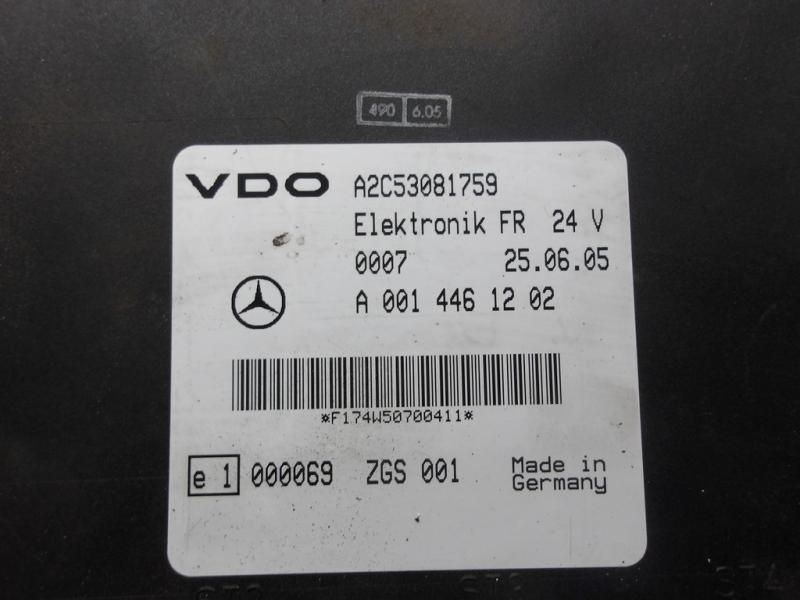 490 6.05
VDO A2C53081759
Elektronik FR 24 V
0007 25.06.05
A 001 446 12 02
*F174W50700411*
e 1 000069 ZGS 001 Made in
Germany